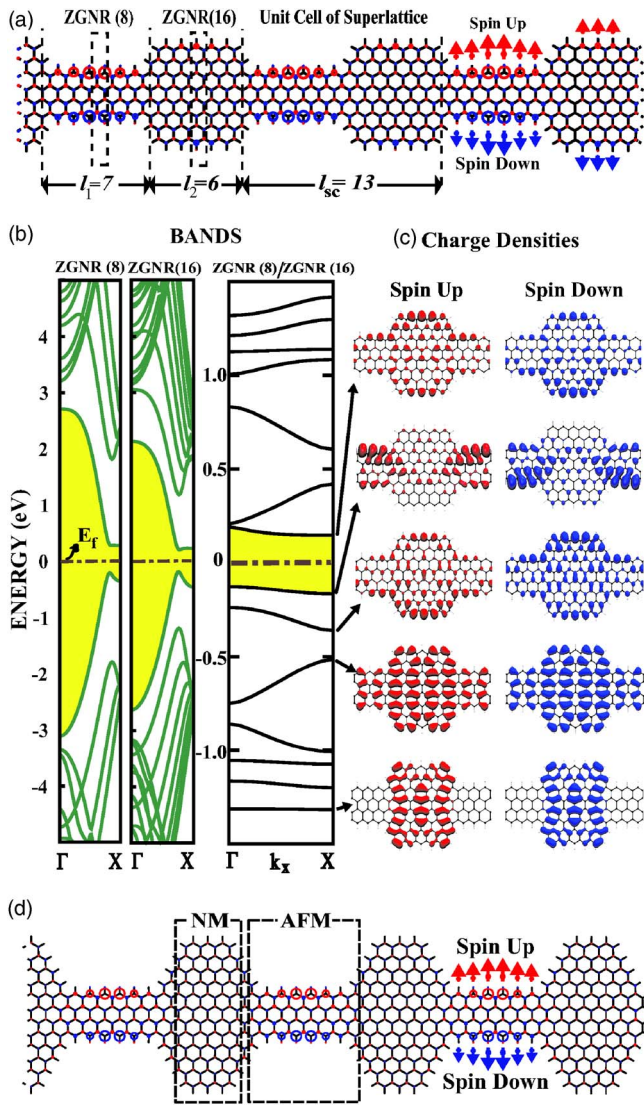 (a)
ZGNR (8) ZGNR(16) Unit Cell of Superlattice Spin Up
Spin Down
l₁=7 l₂=6 lsc= 13
(b) BANDS (c) Charge Densities
ZGNR (8) ZGNR(16) ZGNR (8)/ZGNR (16) Spin Up Spin Down
ENERGY (eV)
4
3
2
1
0
-1
-2
-3
-4
Ef
1.0
0.5
0
-0.5
-1.0
Γ X Γ X Γ kx X
(d)
NM AFM Spin Up
Spin Down